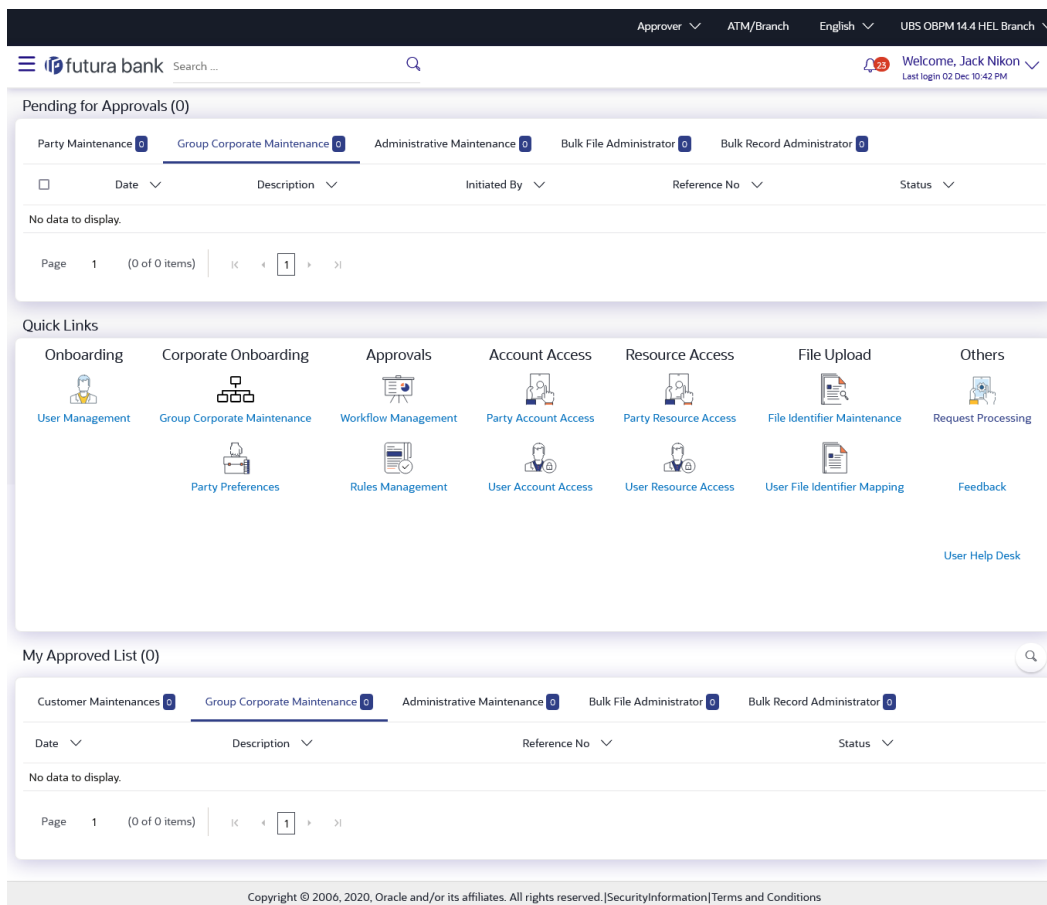 Approver ATM/Branch English UBS OBPM 14.4 HEL Branch
futura bank Search ... 23 Welcome, Jack Nikon
Last login 02 Dec 10:42 PM
Pending for Approvals (0)
Party Maintenance 0 Group Corporate Maintenance 0 Administrative Maintenance 0 Bulk File Administrator 0 Bulk Record Administrator 0
Date Description Initiated By Reference No Status
No data to display.
Page 1 (0 of 0 items) 1
Quick Links
Onboarding Corporate Onboarding Approvals Account Access Resource Access File Upload Others
User Management Group Corporate Maintenance Workflow Management Party Account Access Party Resource Access File Identifier Maintenance Request Processing
Party Preferences Rules Management User Account Access User Resource Access User File Identifier Mapping Feedback
User Help Desk
My Approved List (0)
Customer Maintenances 0 Group Corporate Maintenance 0 Administrative Maintenance 0 Bulk File Administrator 0 Bulk Record Administrator 0
Date Description Reference No Status
No data to display.
Page 1 (0 of 0 items) 1
Copyright © 2006, 2020, Oracle and/or its affiliates. All rights reserved.|SecurityInformation|Terms and Conditions